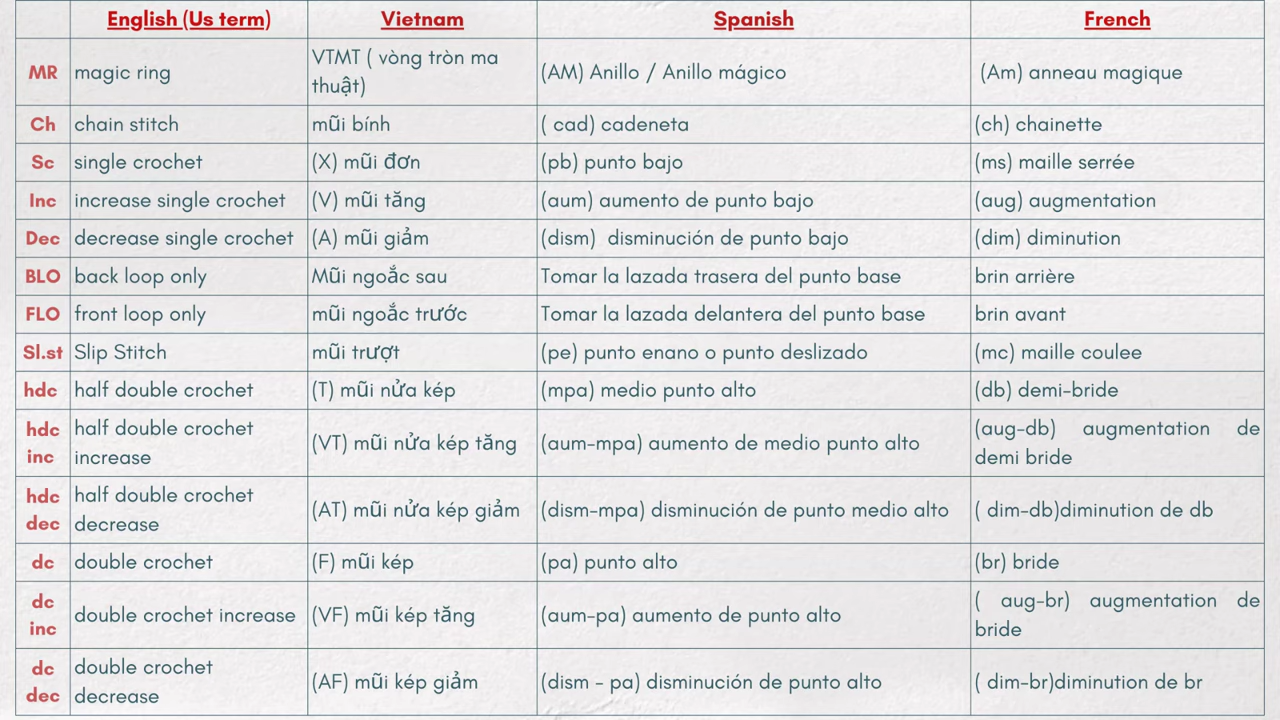 English (Us term) Vietnam Spanish French
MR magic ring VTMT ( vòng tròn ma thuật) (AM) Anillo / Anillo mágico (Am) anneau magique
Ch chain stitch mũi bính ( cad) cadeneta (ch) chainette
Sc single crochet (X) mũi đơn (pb) punto bajo (ms) maille serrée
Inc increase single crochet (V) mũi tăng (aum) aumento de punto bajo (aug) augmentation
Dec decrease single crochet (A) mũi giảm (dism) disminución de punto bajo (dim) diminution
BLO back loop only Mũi ngoắc sau Tomar la lazada trasera del punto base brin arrière
FLO front loop only mũi ngoắc trước Tomar la lazada delantera del punto base brin avant
Sl.st Slip Stitch mũi trượt (pe) punto enano o punto deslizado (mc) maille coulee
hdc half double crochet (T) mũi nửa kép (mpa) medio punto alto (db) demi-bride
hdc inc half double crochet increase (VT) mũi nửa kép tăng (aum-mpa) aumento de medio punto alto (aug-db) augmentation de demi bride
hdc dec half double crochet decrease (AT) mũi nửa kép giảm (dism-mpa) disminución de punto medio alto ( dim-db)diminution de db
dc double crochet (F) mũi kép (pa) punto alto (br) bride
dc inc double crochet increase (VF) mũi kép tăng (aum-pa) aumento de punto alto ( aug-br) augmentation de bride
dc dec double crochet decrease (AF) mũi kép giảm (dism - pa) disminución de punto alto ( dim-br)diminution de br